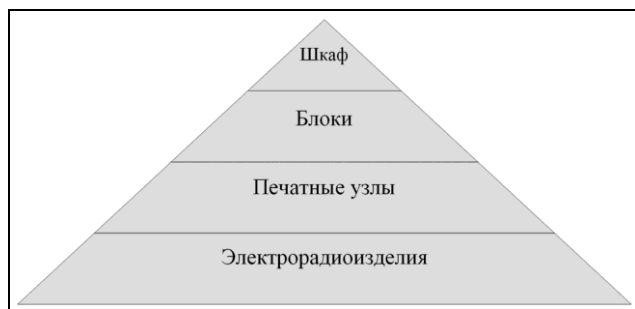 Шкаф
Блоки
Печатные узлы
Электрорадиоизделия